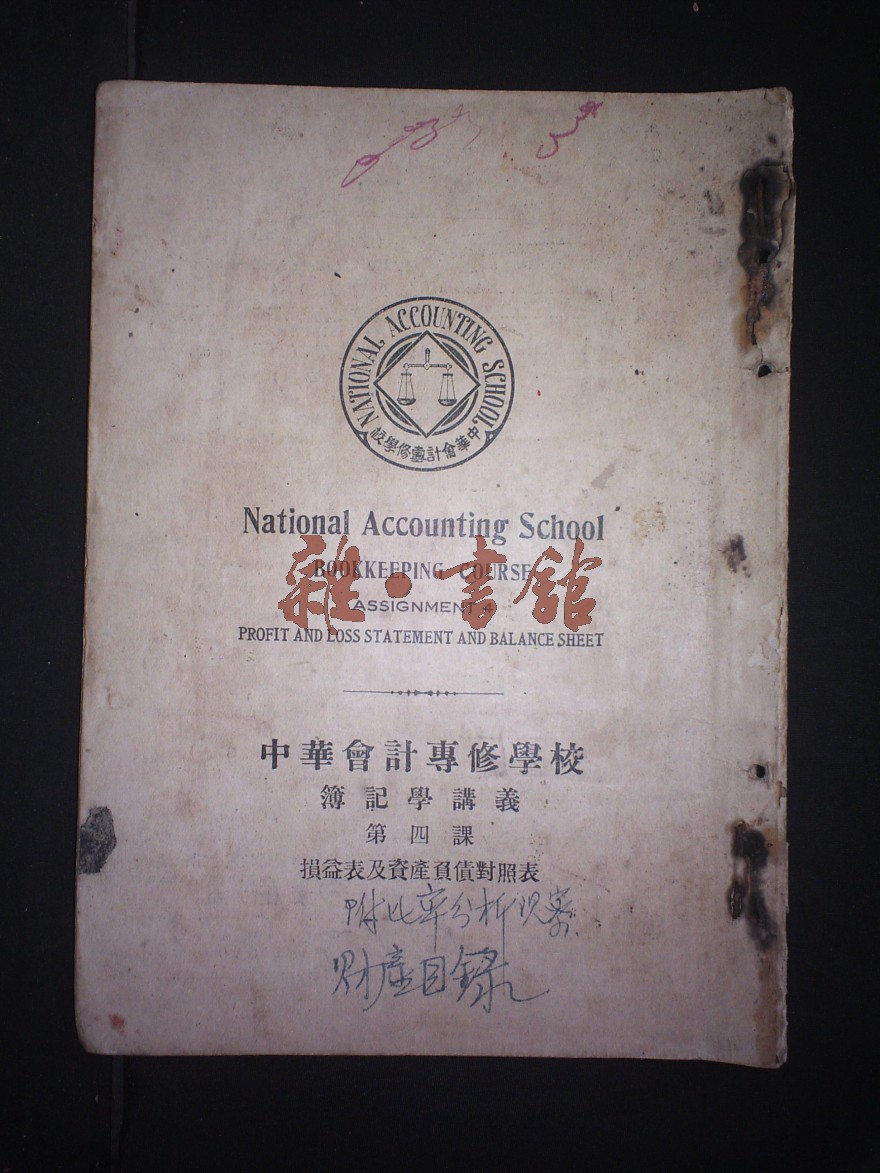 NATIONAL ACCOUNTING SCHOOL
中華會計專修學校
National Accounting School
BOOKKEEPING COURSE
雜·書館
ASSIGNMENT 4
PROFIT AND LOSS STATEMENT AND BALANCE SHEET
中華會計專修學校
簿記學講義
第四課
損益表及資產負債對照表
附比率分析
財產目錄